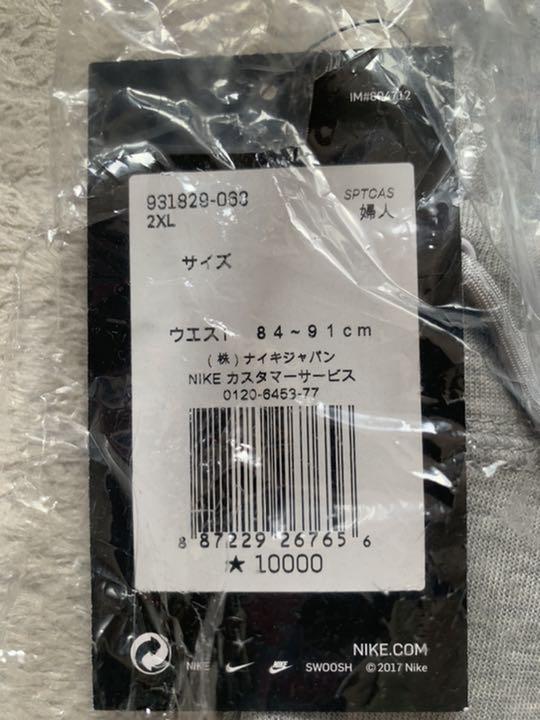 IM#804712
931829-063
2XL
SPTCAS
婦人
サイズ
ウエスト 84~91cm
(株)ナイキジャパン
NIKE カスタマーサービス
0120-6453-77
8 87229 26765 6
★ 10000
NIKE.COM
NIKE SWOOSH ©2017 Nike